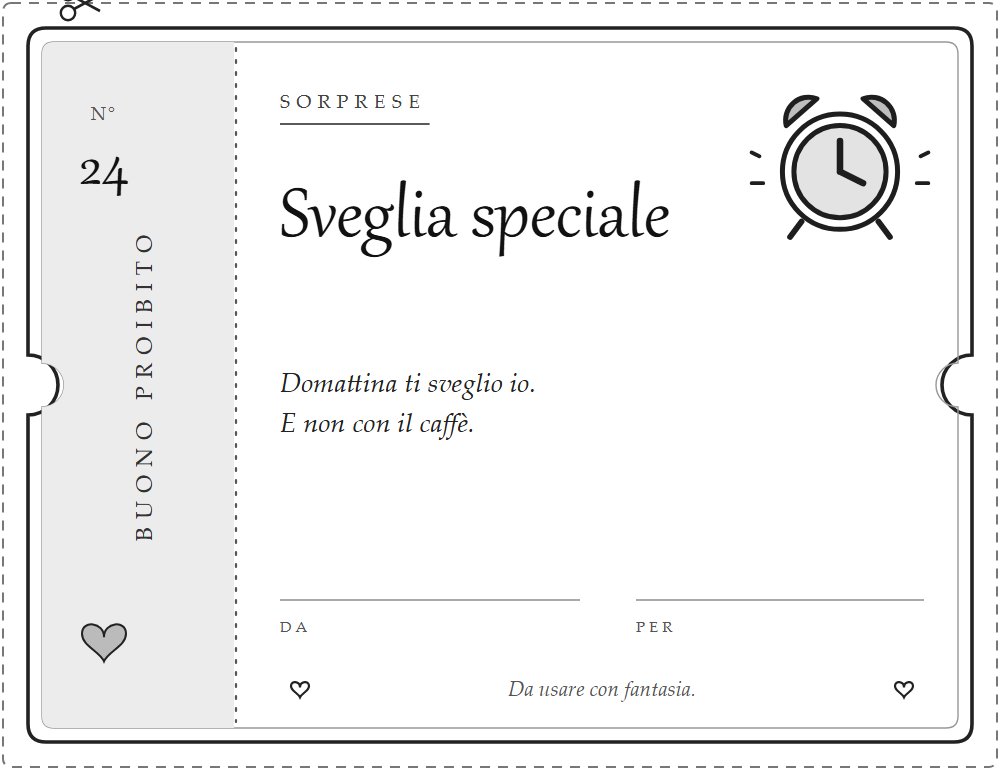 N°
24
BUONO PROIBITO
SORPRESE
Sveglia speciale
Domattina ti sveglio io.
E non con il caffè.
DA
PER
Da usare con fantasia.